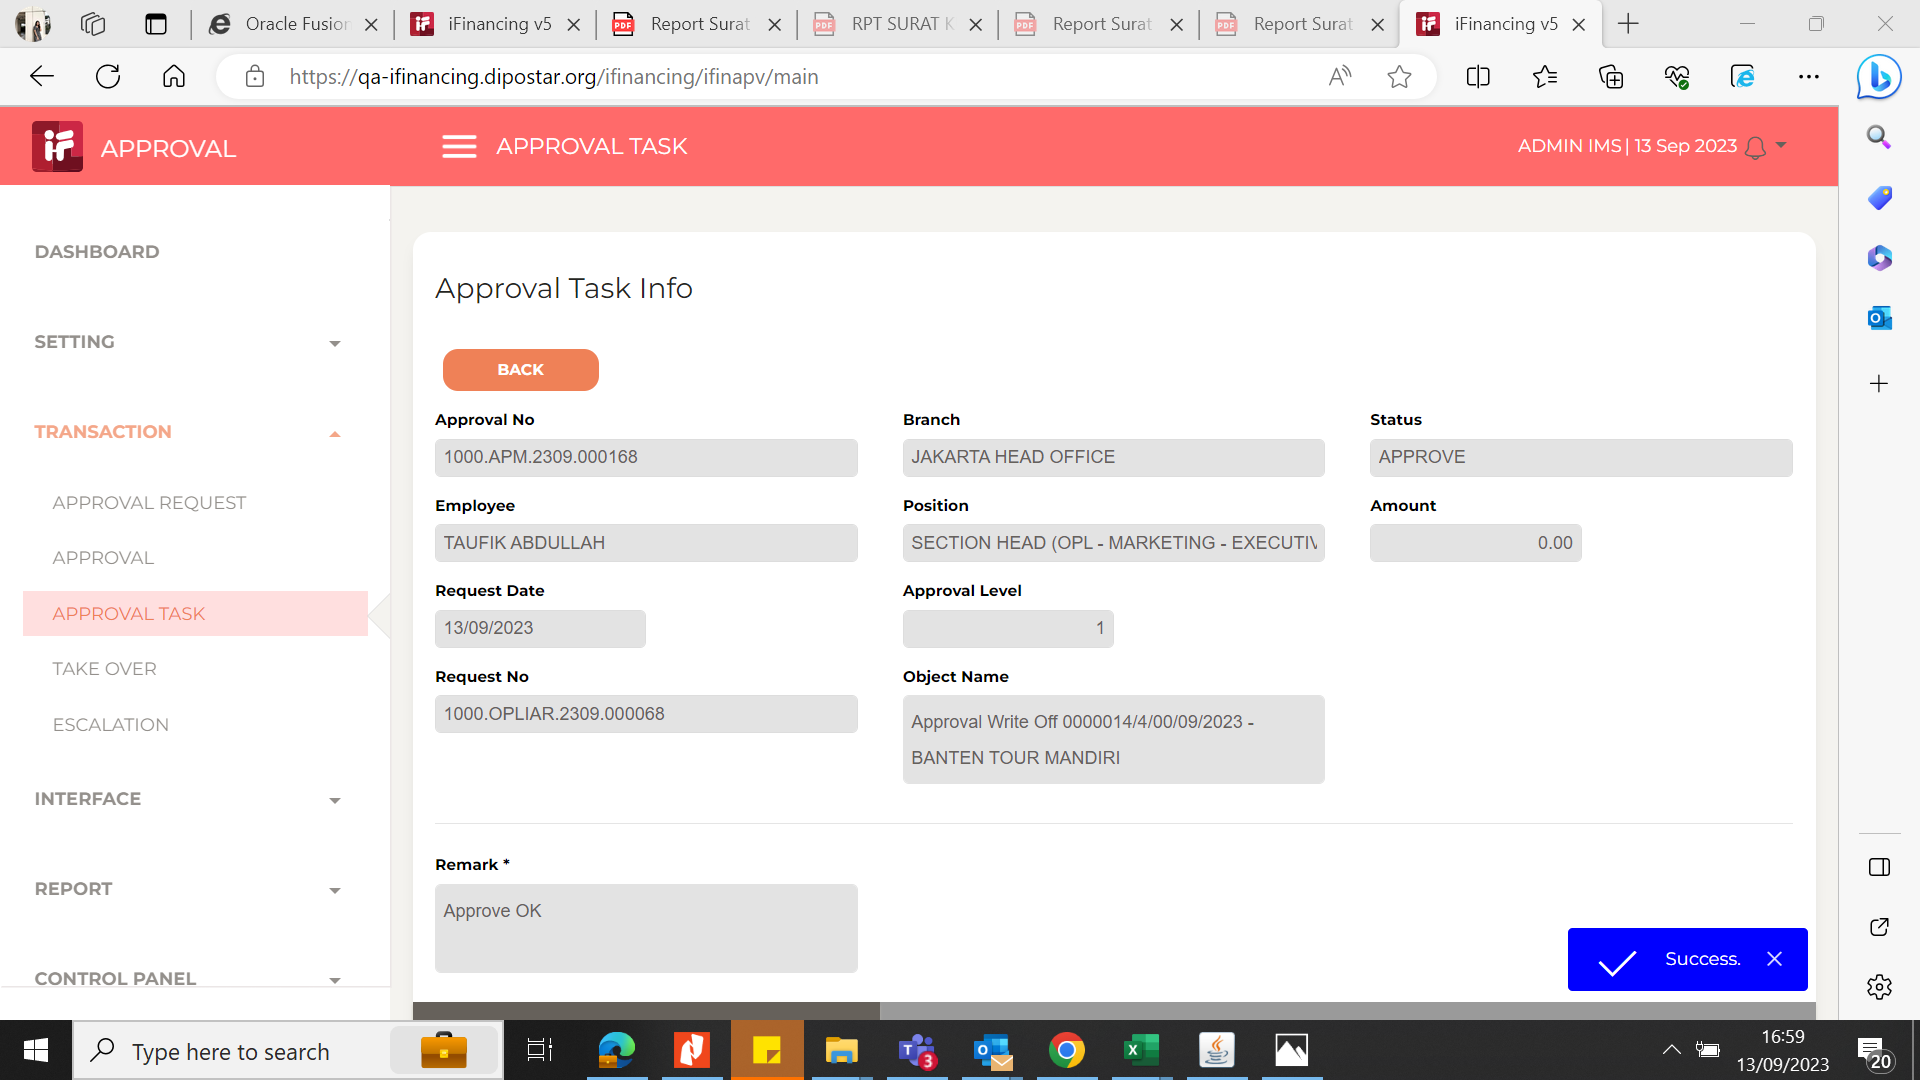 Oracle Fusion
iFinancing v5
Report Surat
RPT SURAT K
Report Surat
Report Surat
iFinancing v5
https://qa-ifinancing.dipostar.org/ifinancing/ifinapv/main
iF APPROVAL
APPROVAL TASK
ADMIN IMS | 13 Sep 2023
DASHBOARD
SETTING
TRANSACTION
APPROVAL REQUEST
APPROVAL
APPROVAL TASK
TAKE OVER
ESCALATION
INTERFACE
REPORT
CONTROL PANEL
Approval Task Info
BACK
Approval No
Branch
Status
1000.APM.2309.000168
JAKARTA HEAD OFFICE
APPROVE
Employee
Position
Amount
TAUFIK ABDULLAH
SECTION HEAD (OPL - MARKETING - EXECUTIV
0.00
Request Date
Approval Level
13/09/2023
1
Request No
Object Name
1000.OPLIAR.2309.000068
Approval Write Off 0000014/4/00/09/2023 -
BANTEN TOUR MANDIRI
Remark *
Approve OK
Success.
Type here to search
3
16:59
13/09/2023
20